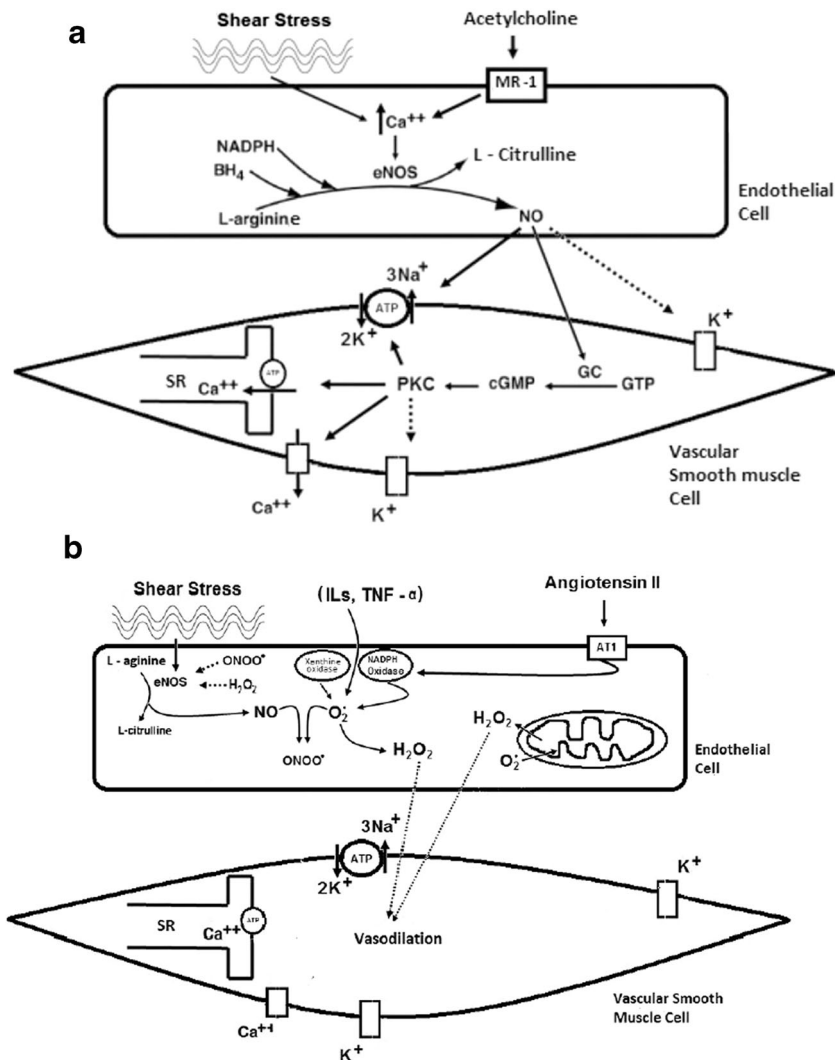 a
Shear Stress
Acetylcholine
MR-1
Ca++
NADPH
BH4
eNOS
L - Citrulline
L-arginine
NO
Endothelial
Cell
3Na+
ATP
2K+
K+
SR
Ca++
ATP
PKC
cGMP
GC
GTP
Ca++
K+
Vascular
Smooth muscle
Cell
b
Shear Stress
(ILs, TNF - α)
Angiotensin II
AT1
L - aginine
ONOO•
eNOS
H2O2
Xenthine
oxidase
NADPH
Oxidase
L-citrulline
NO
O2•
ONOO•
H2O2
H2O2
O2•
Endothelial
Cell
3Na+
ATP
2K+
K+
SR
Ca++
ATP
Vasodilation
Ca++
K+
Vascular Smooth
Muscle Cell